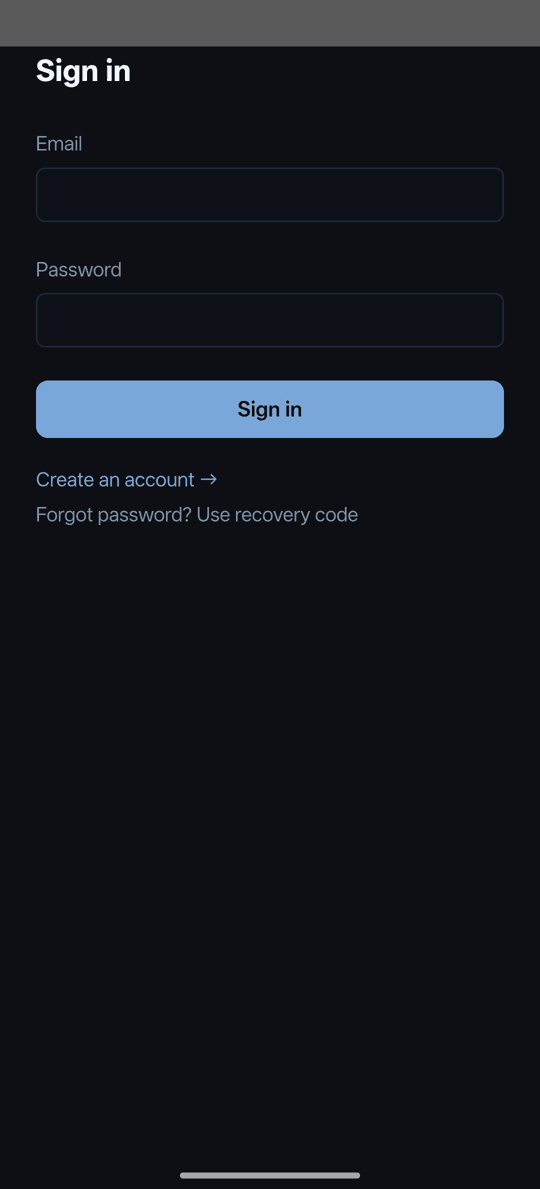 Sign in
Email
Password
Sign in
Create an account →
Forgot password? Use recovery code